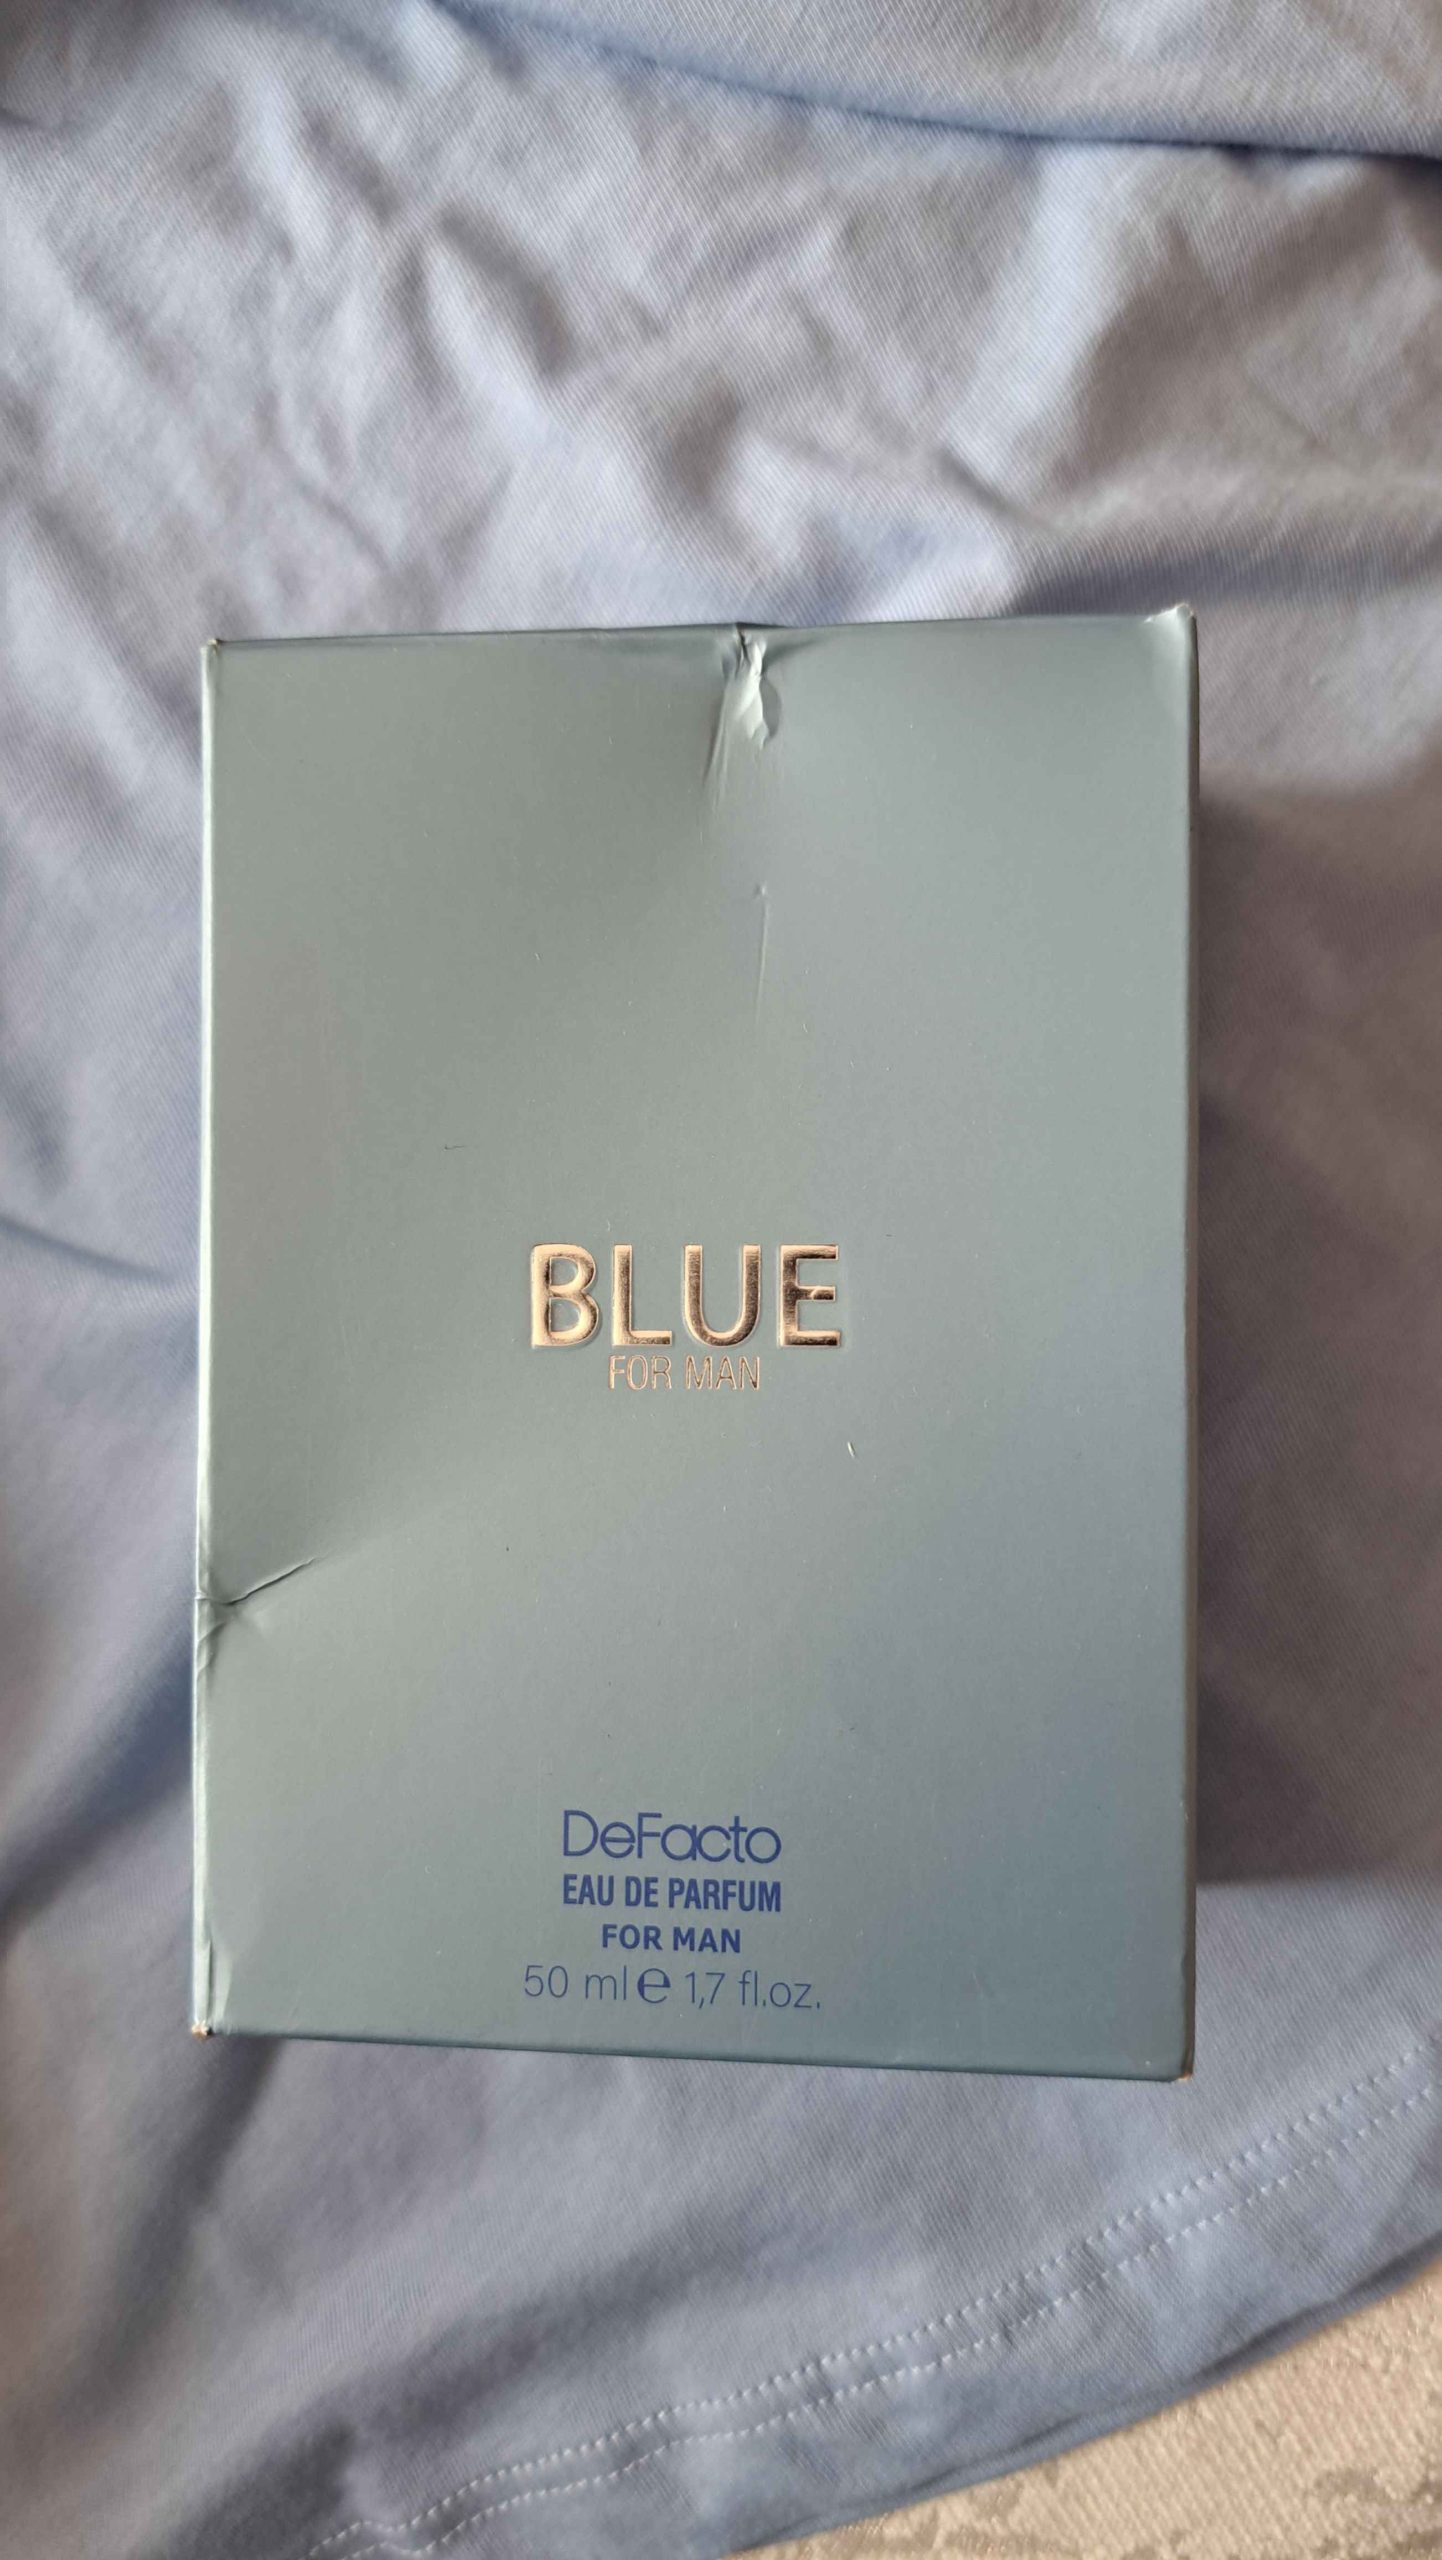 BLUE
FOR MAN
DeFacto
EAU DE PARFUM
FOR MAN
50 ml e 1,7 fl.oz.